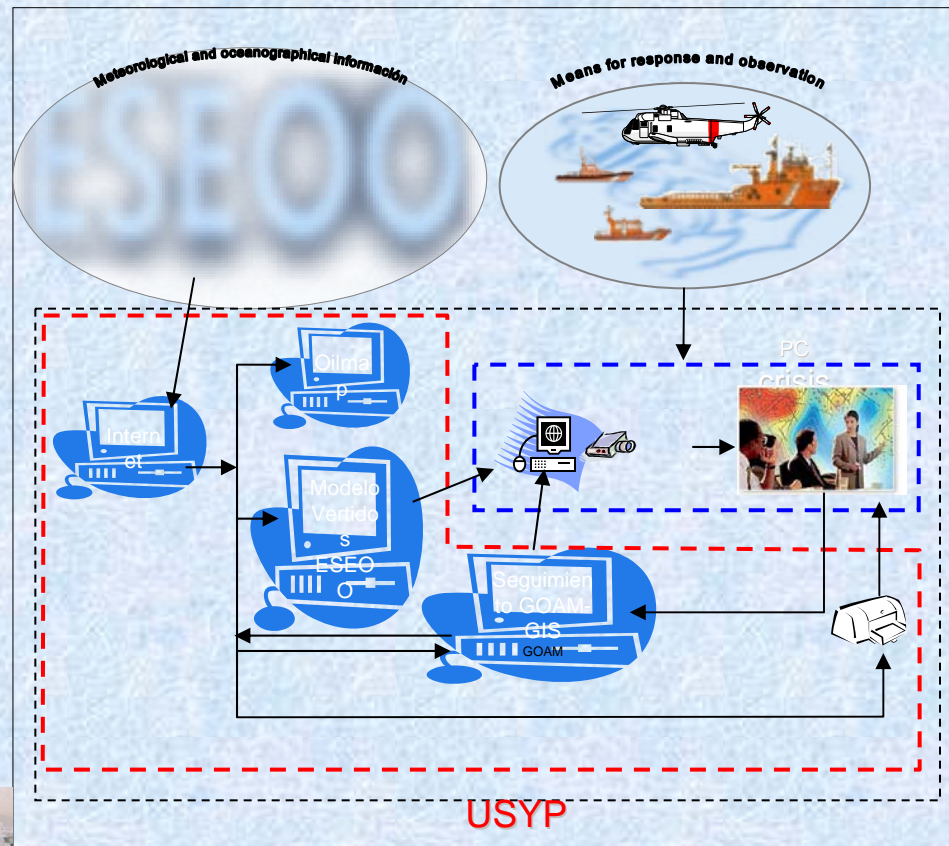 Meteorological and oceanographical información
Means for response and observation
ESEOO
Oilma
p
PC
crisis
Intern
et
Modelo
Vertido
s
ESEO
O
Seguimien
to GOAM-
GIS
GOAM
USYP